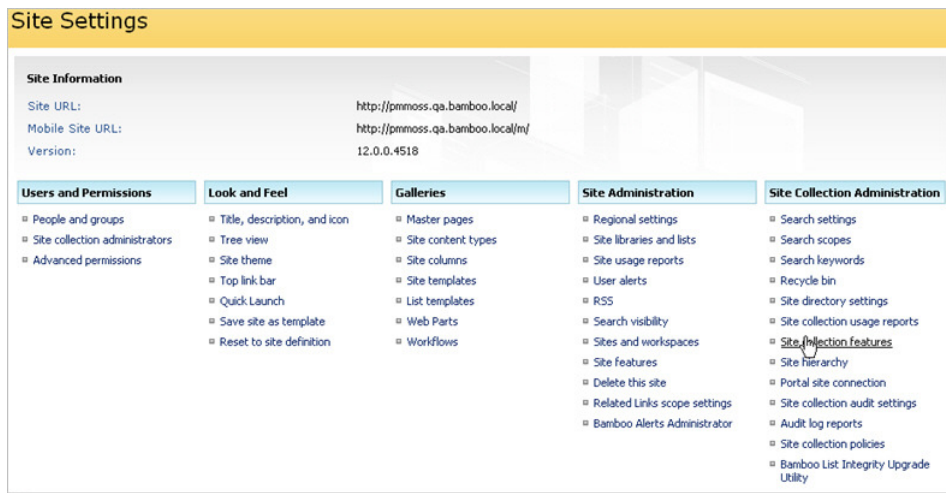 Site Settings
Site Information
Site URL: http://pmmoss.qa.bamboo.local/
Mobile Site URL: http://pmmoss.qa.bamboo.local/m/
Version: 12.0.0.4518
Users and Permissions
People and groups
Site collection administrators
Advanced permissions
Look and Feel
Title, description, and icon
Tree view
Site theme
Top link bar
Quick Launch
Save site as template
Reset to site definition
Galleries
Master pages
Site content types
Site columns
Site templates
List templates
Web Parts
Workflows
Site Administration
Regional settings
Site libraries and lists
Site usage reports
User alerts
RSS
Search visibility
Sites and workspaces
Site features
Delete this site
Related Links scope settings
Bamboo Alerts Administrator
Site Collection Administration
Search settings
Search scopes
Search keywords
Recycle bin
Site directory settings
Site collection usage reports
Site collection features
Site hierarchy
Portal site connection
Site collection audit settings
Audit log reports
Site collection policies
Bamboo List Integrity Upgrade
Utility